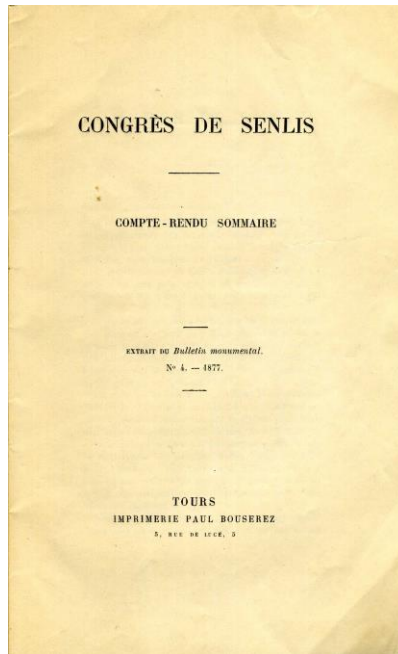 CONGRÈS DE SENLIS
COMPTE-RENDU SOMMAIRE
EXTRAIT DU Bulletin monumental.
No 4. — 1877.
TOURS
IMPRIMERIE PAUL BOUSEREZ
5, RUE DE LUCÉ, 5